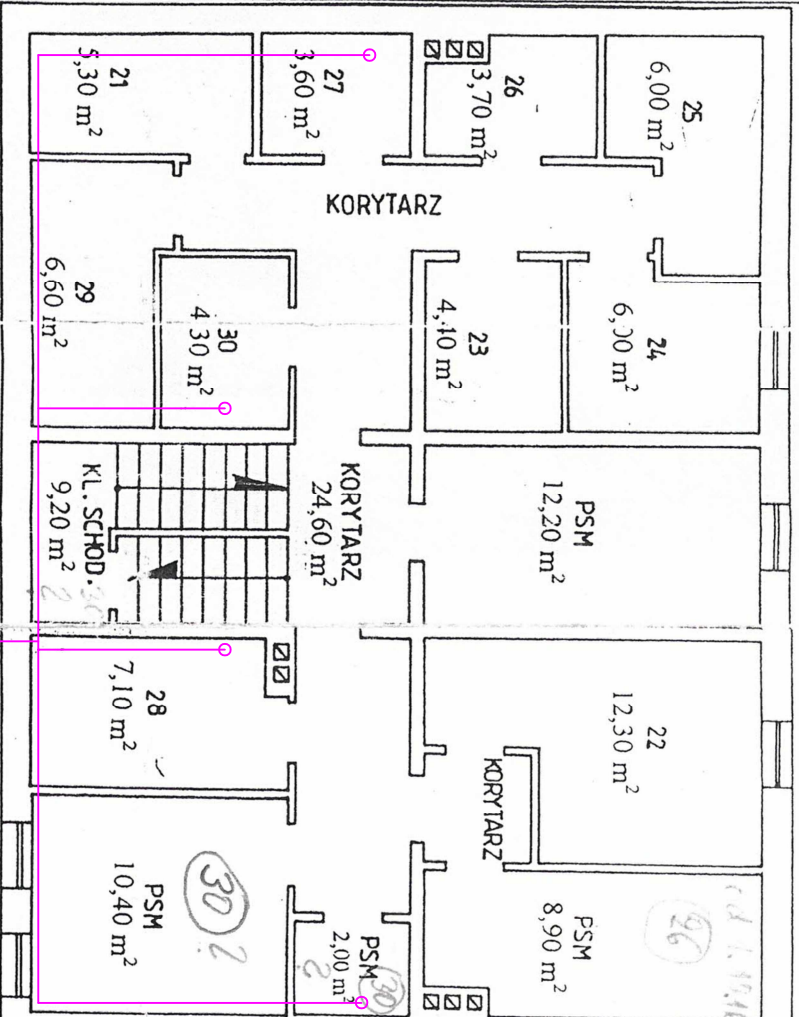 21
5,30 m²
27
3,60 m²
26
3,70 m²
25
6,00 m²
KORYTARZ
29
6,60 m²
30
4,30 m²
23
4,40 m²
24
6,00 m²
KL. SCHOD.
9,20 m²
KORYTARZ
24,60 m²
PSM
12,20 m²
28
7,10 m²
22
12,30 m²
KORYTARZ
PSM
10,40 m²
30
?
PSM
2,00 m²
30
?
PSM
8,90 m²
26